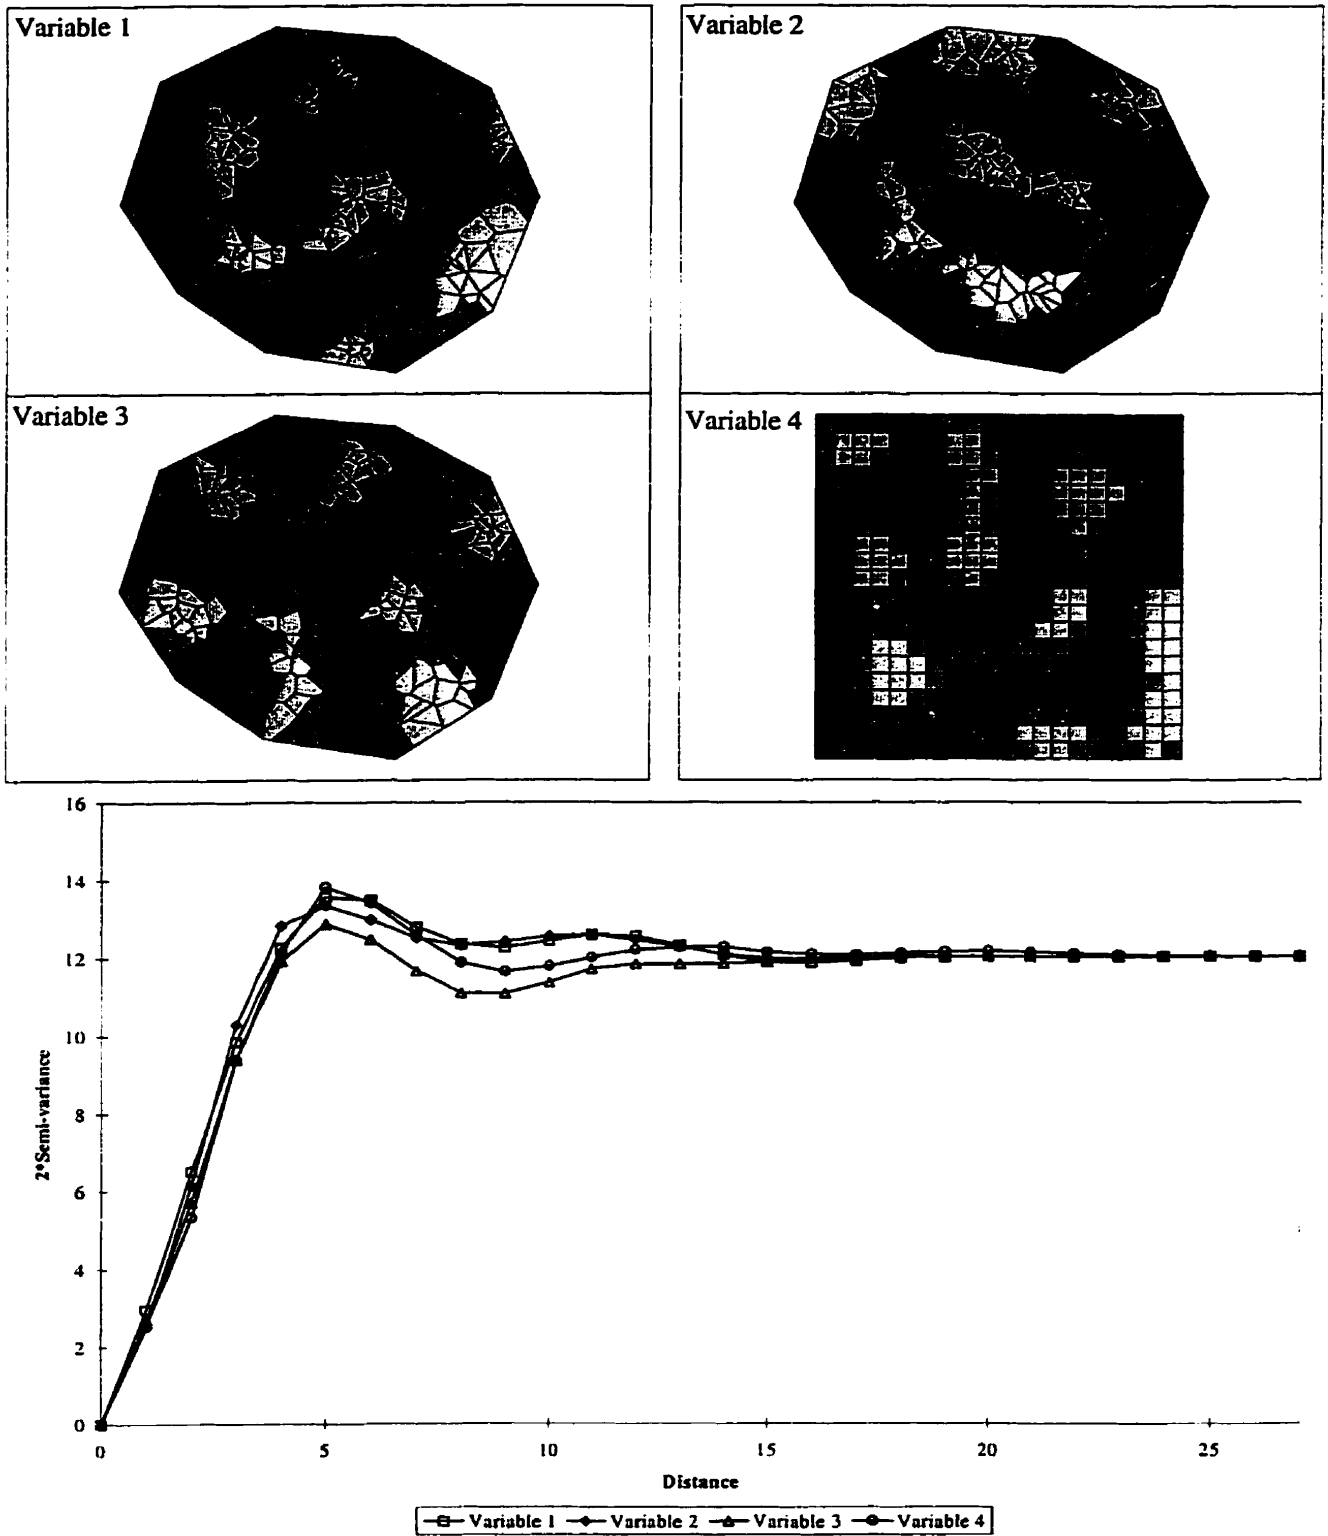 Variable 1
Variable 2
Variable 3
Variable 4
16
14
12
10
8
6
4
2
0
2*Semi-variance
0 5 10 15 20 25
Distance
Variable 1 Variable 2 Variable 3 Variable 4